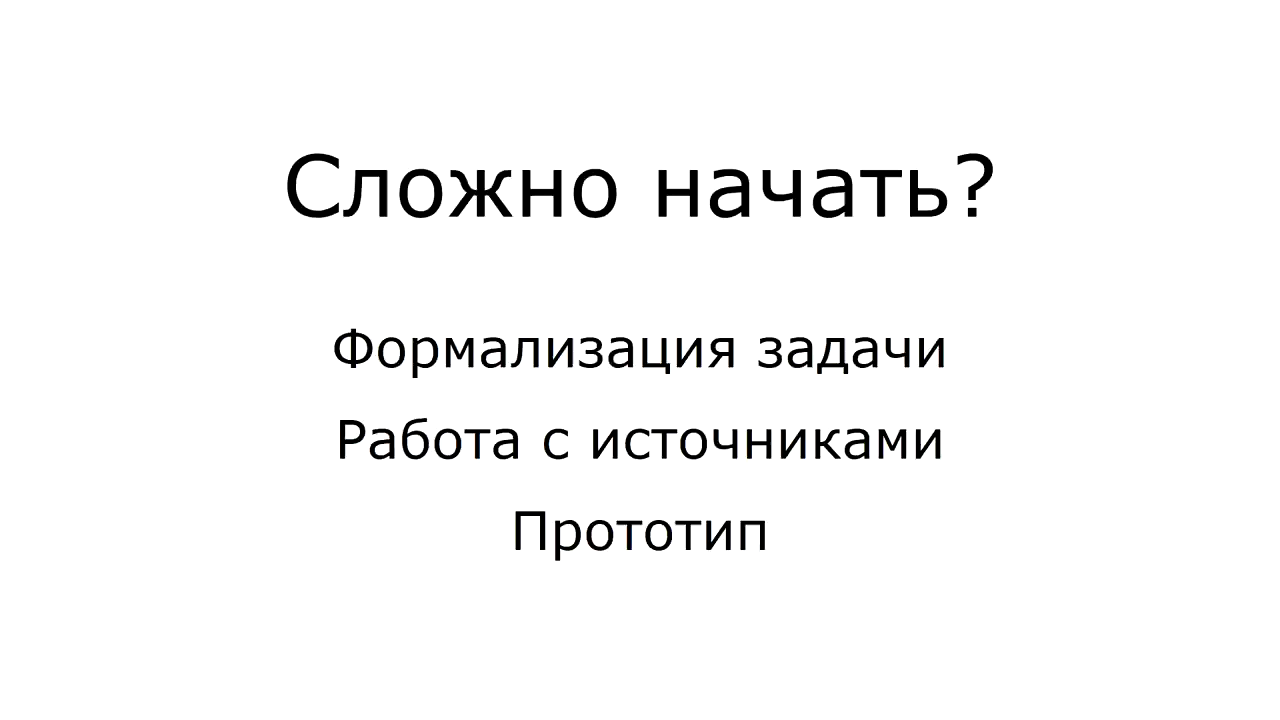 Сложно начать?
Формализация задачи
Работа с источниками
Прототип